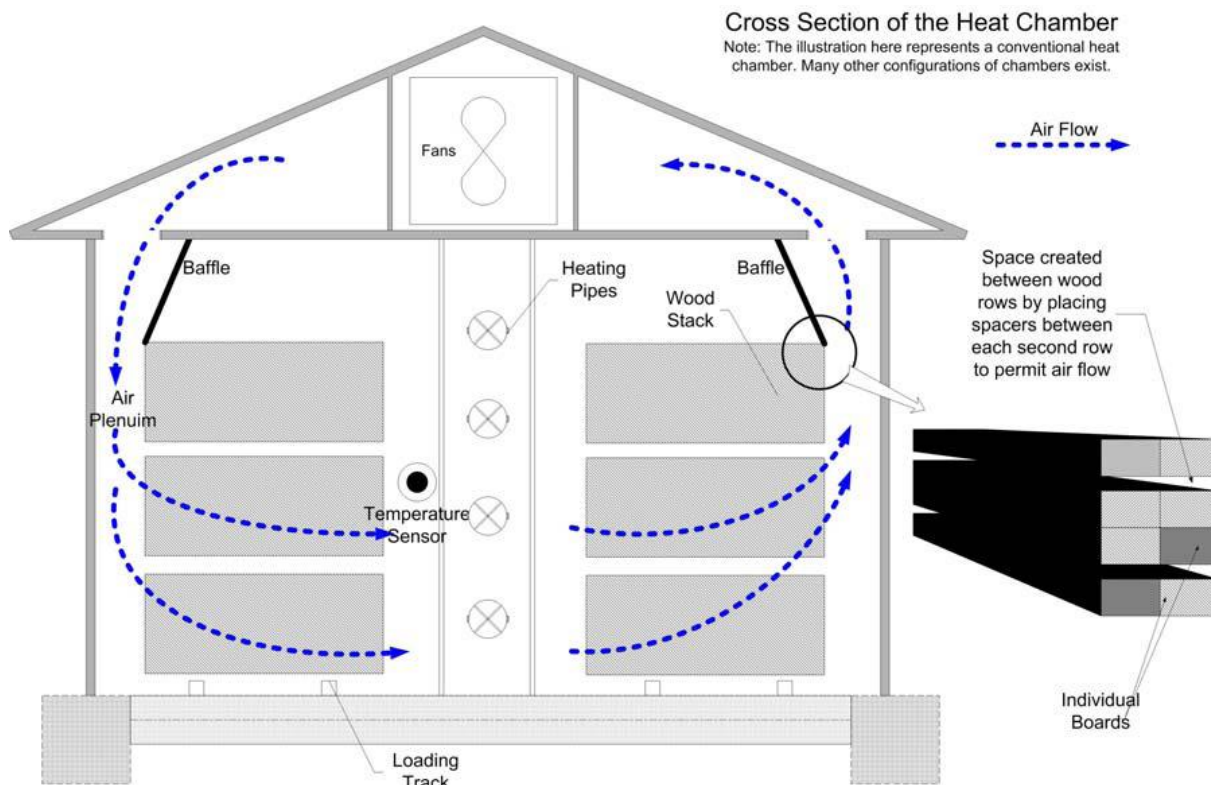 Cross Section of the Heat Chamber
Note: The illustration here represents a conventional heat
chamber. Many other configurations of chambers exist.
Air Flow
Fans
Baffle
Heating
Pipes
Baffle
Wood
Stack
Space created
between wood
rows by placing
spacers between
each second row
to permit air flow
Air
Plenuim
Temperature
Sensor
Individual
Boards
Loading
Track